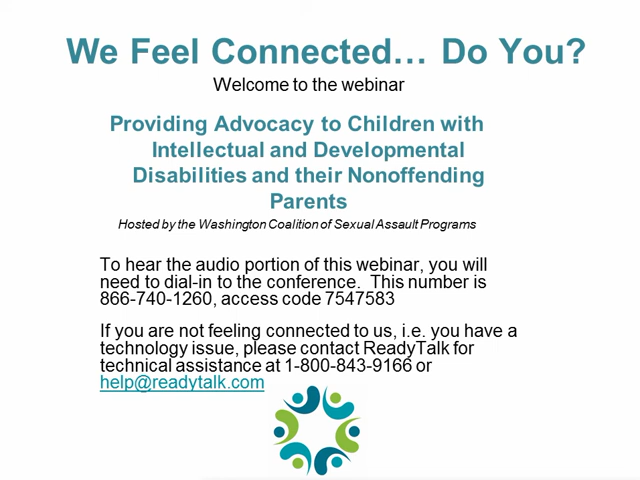 We Feel Connected… Do You?
Welcome to the webinar
Providing Advocacy to Children with
Intellectual and Developmental
Disabilities and their Nonoffending
Parents
Hosted by the Washington Coalition of Sexual Assault Programs
To hear the audio portion of this webinar, you will
need to dial-in to the conference.  This number is
866-740-1260, access code 7547583
If you are not feeling connected to us, i.e. you have a
technology issue, please contact ReadyTalk for
technical assistance at 1-800-843-9166 or
help@readytalk.com